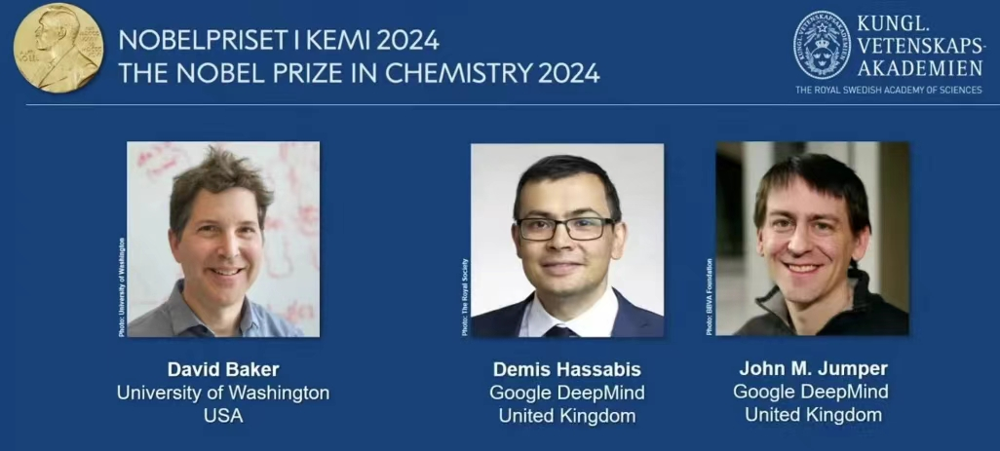 NOBELPRISET I KEMI 2024
THE NOBEL PRIZE IN CHEMISTRY 2024
KUNGL.
VETENSKAPS-
AKADEMIEN
THE ROYAL SWEDISH ACADEMY OF SCIENCES
Photo: University of Washington
Photo: The Royal Society
Photo: BBVA Foundation
David Baker
University of Washington
USA
Demis Hassabis
Google DeepMind
United Kingdom
John M. Jumper
Google DeepMind
United Kingdom